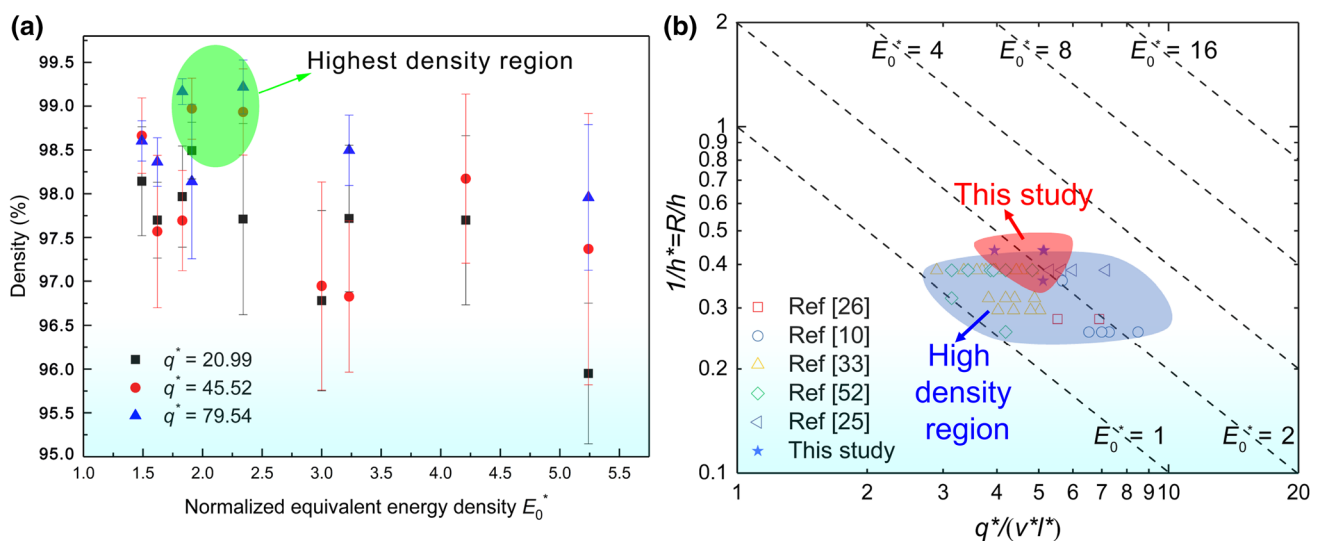 (a)
99.5
99.0
98.5
98.0
97.5
97.0
96.5
96.0
95.5
95.0
Density (%)
Highest density region
q* = 20.99
q* = 45.52
q* = 79.54
1.0 1.5 2.0 2.5 3.0 3.5 4.0 4.5 5.0 5.5
Normalized equivalent energy density E₀*
(b)
2
1
0.9
0.8
0.7
0.6
0.5
0.4
0.3
0.2
0.1
1/h*=R/h
E₀* = 4
E₀* = 8
E₀* = 16
This study
High
density
region
Ref [26]
Ref [10]
Ref [33]
Ref [52]
Ref [25]
This study
E₀* = 1
E₀* = 2
1 2 3 4 5 6 7 8 9 10 20
q*/(v*l*)